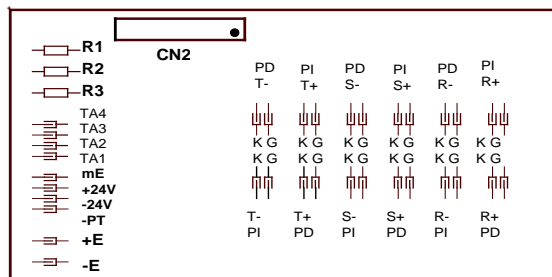 R1
R2
R3
CN2
TA4
TA3
TA2
TA1
mE
+24V
-24V
-PT
+E
-E
PD PI PD PI PD PI
T- T+ S- S+ R- R+
K G K G K G K G K G K G
K G K G K G K G K G K G
T- T+ S- S+ R- R+
PI PD PI PD PI PD